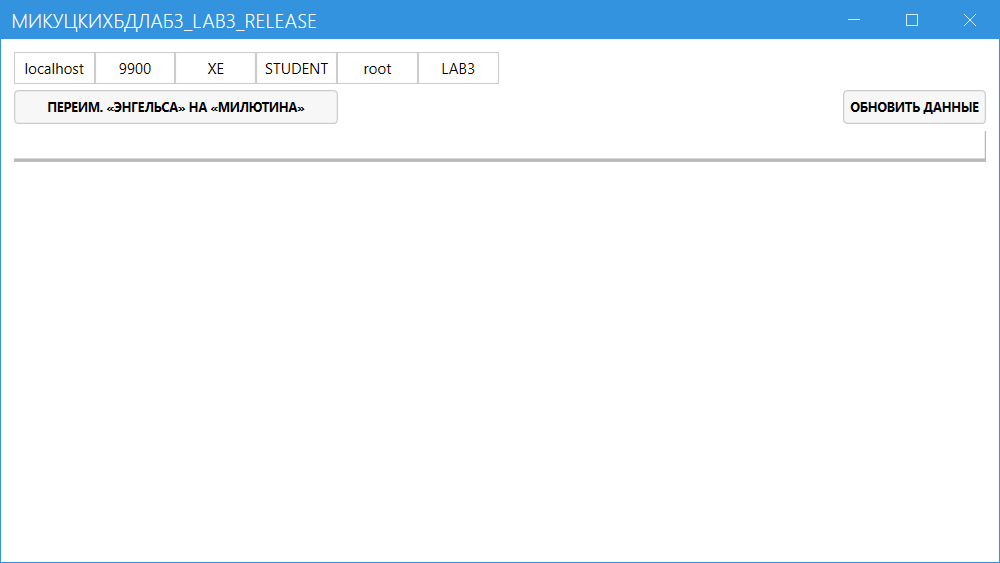 МИКУЦКИХБДЛАБ3_LAB3_RELEASE
localhost 9900 XE STUDENT root LAB3
ПЕРЕИМ. «ЭНГЕЛЬСА» НА «МИЛЮТИНА» ОБНОВИТЬ ДАННЫЕ